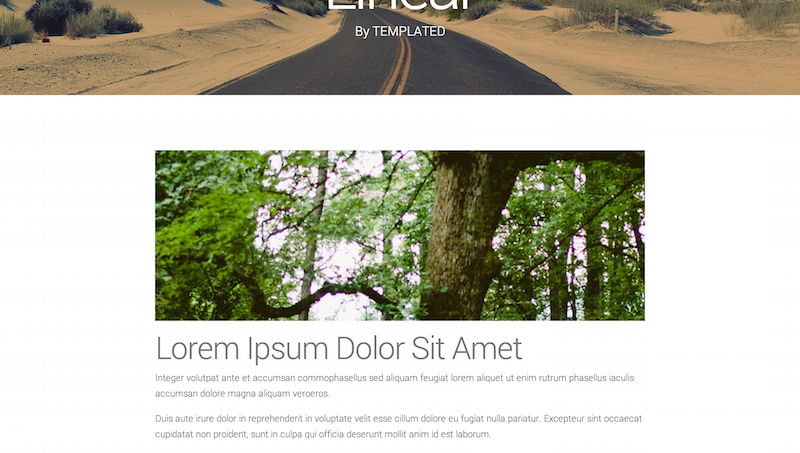 Linear
By TEMPLATED
Lorem Ipsum Dolor Sit Amet
Integer volutpat ante et accumsan commophasellus sed aliquam feugiat lorem aliquet ut enim rutrum phasellus iaculis
accumsan dolore magna aliquam veroeros.
Duis aute irure dolor in reprehenderit in voluptate velit esse cillum dolore eu fugiat nulla pariatur. Excepteur sint occaecat
cupidatat non proident, sunt in culpa qui officia deserunt mollit anim id est laborum.